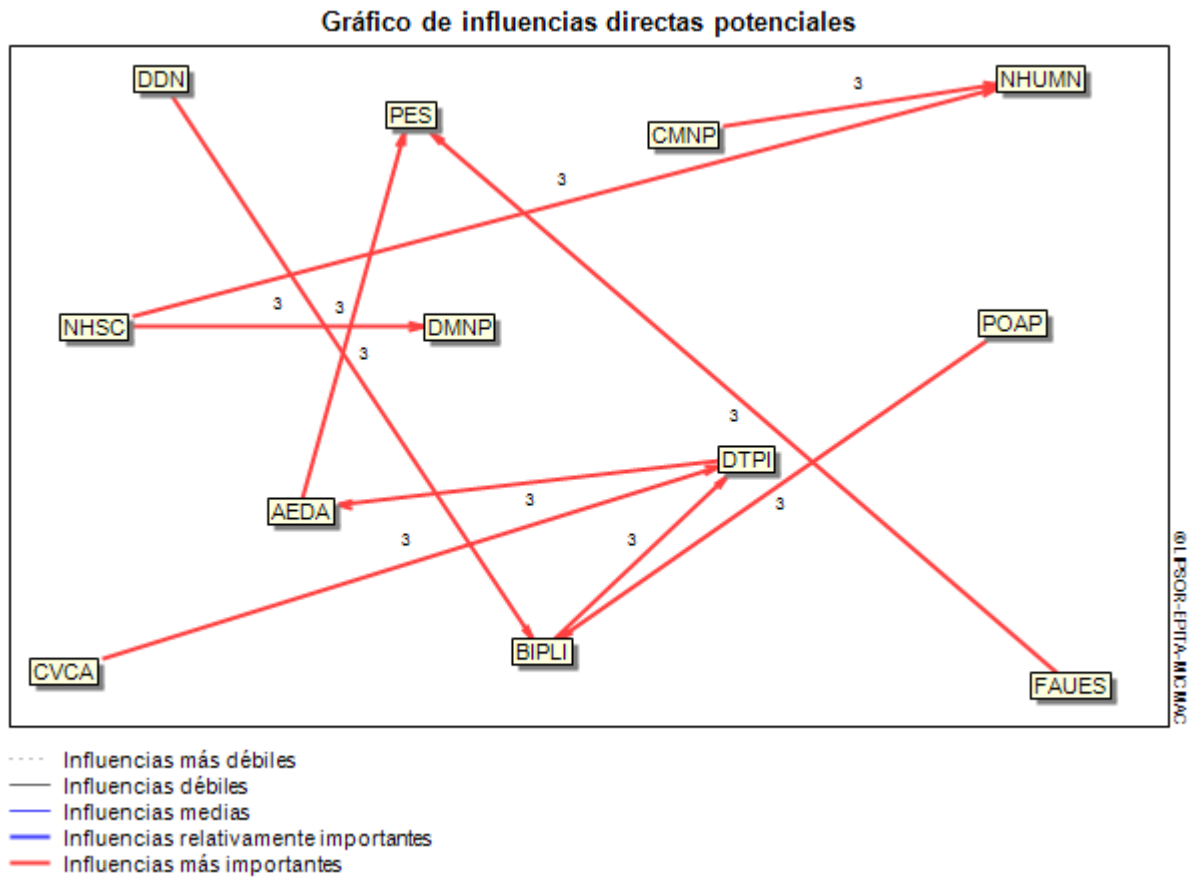 Gráfico de influencias directas potenciales
DDN
NHUMN
3
PES
CMNP
3
3
3
NHSC
DMNP
POAP
3
3
DTPI
3
3
AEDA
3
3
BIPLI
CVCA
FAUES
©LIPSOR-EPITA-MICMAC
Influencias más débiles
Influencias débiles
Influencias medias
Influencias relativamente importantes
Influencias más importantes